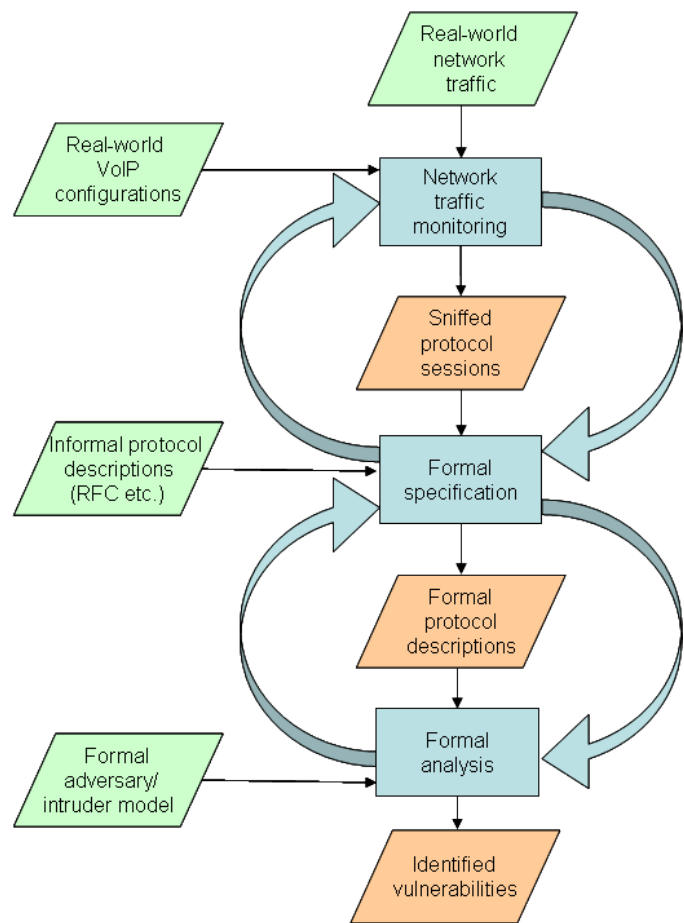 Real-world
network
traffic
Real-world
VoIP
configurations
Network
traffic
monitoring
Sniffed
protocol
sessions
Informal protocol
descriptions
(RFC etc.)
Formal
specification
Formal
protocol
descriptions
Formal
adversary/
intruder model
Formal
analysis
Identified
vulnerabilities